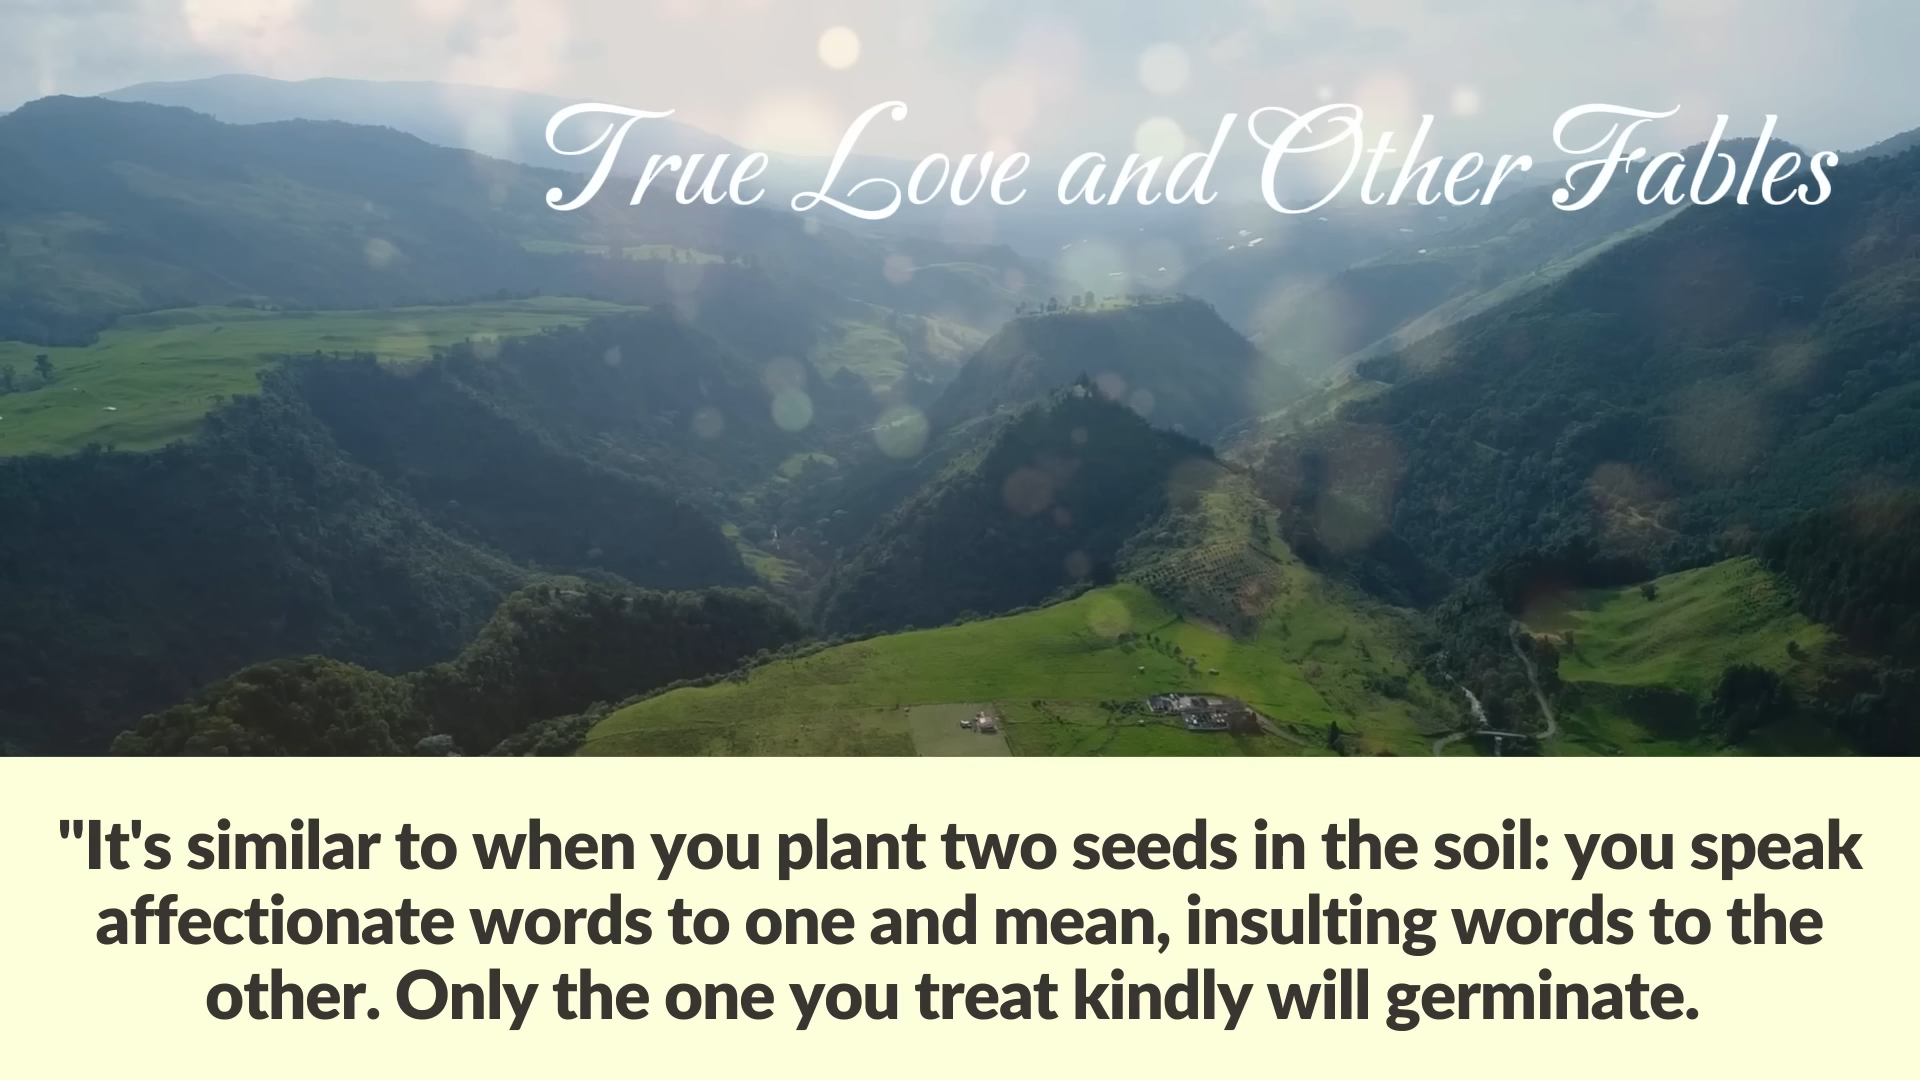 True Love and Other Fables
"It's similar to when you plant two seeds in the soil: you speak
affectionate words to one and mean, insulting words to the
other. Only the one you treat kindly will germinate.